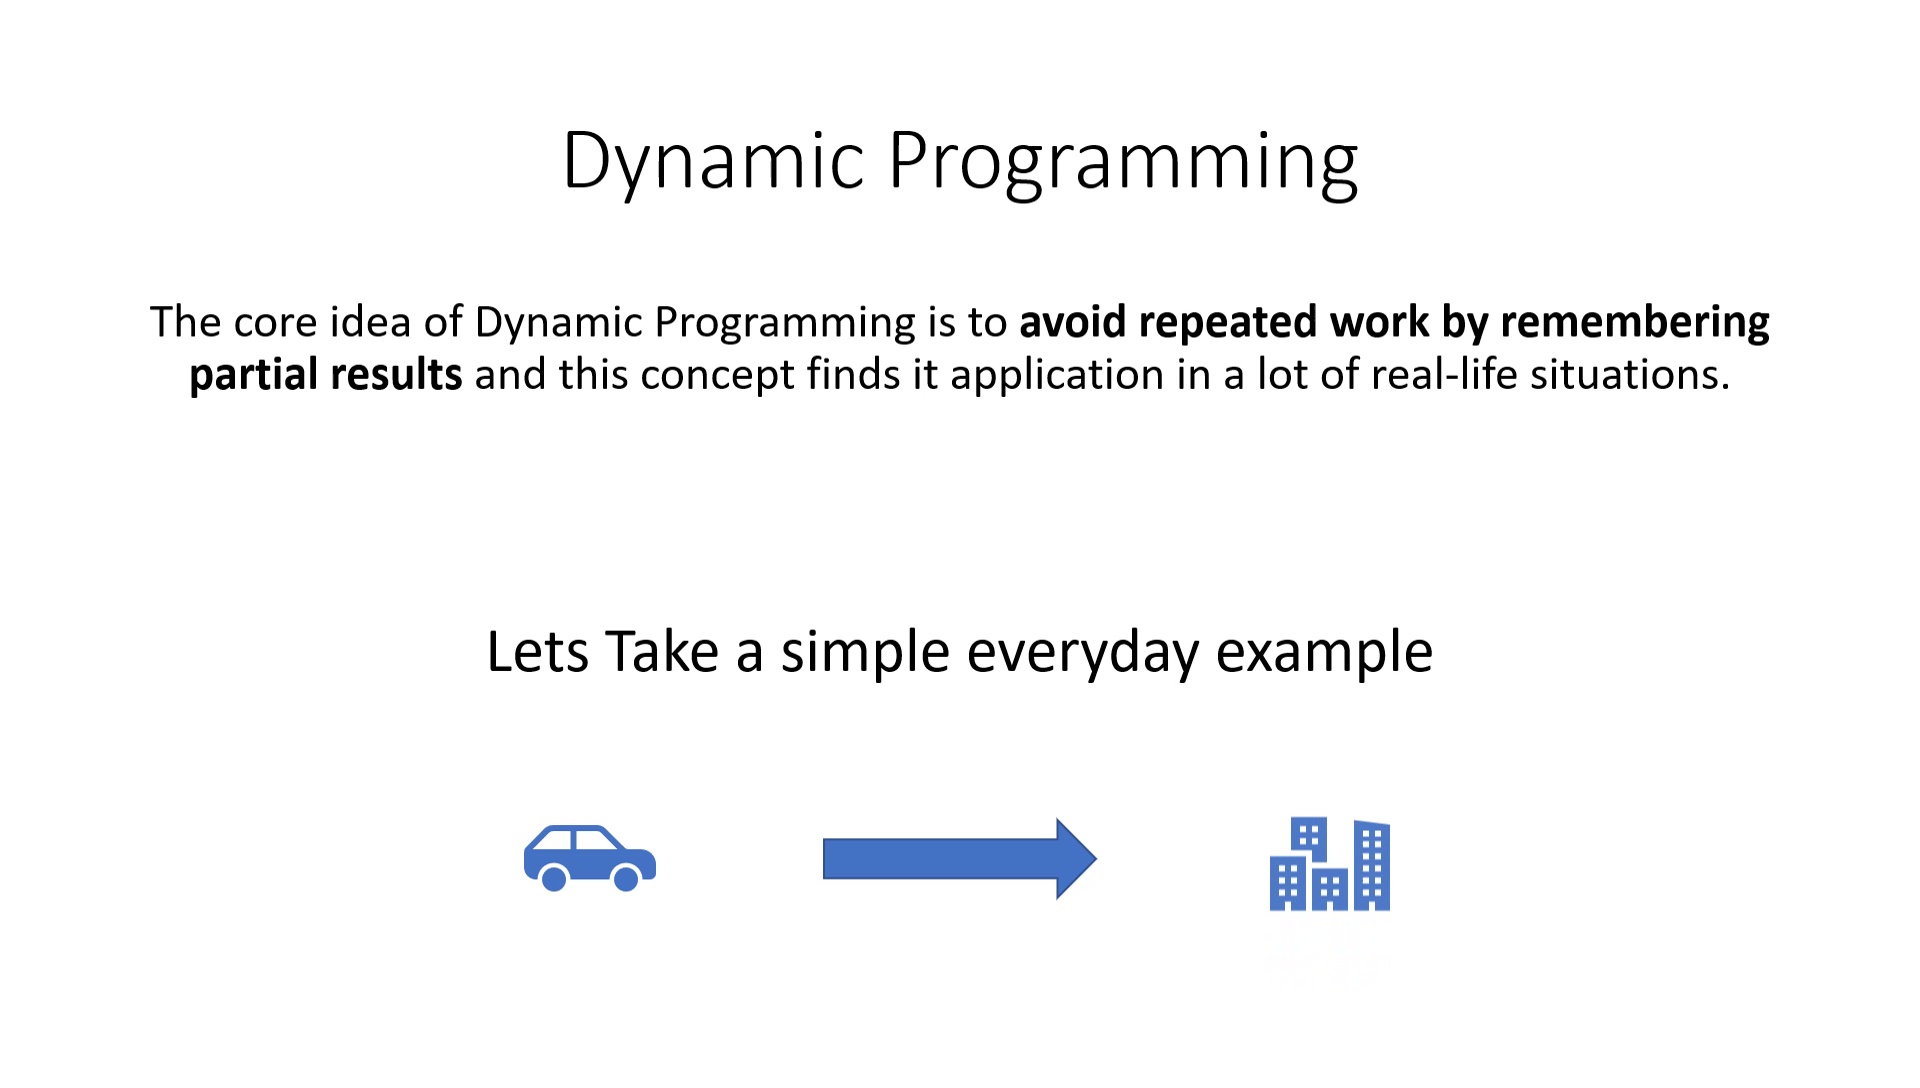 Dynamic Programming
The core idea of Dynamic Programming is to avoid repeated work by remembering
partial results and this concept finds it application in a lot of real-life situations.
Lets Take a simple everyday example